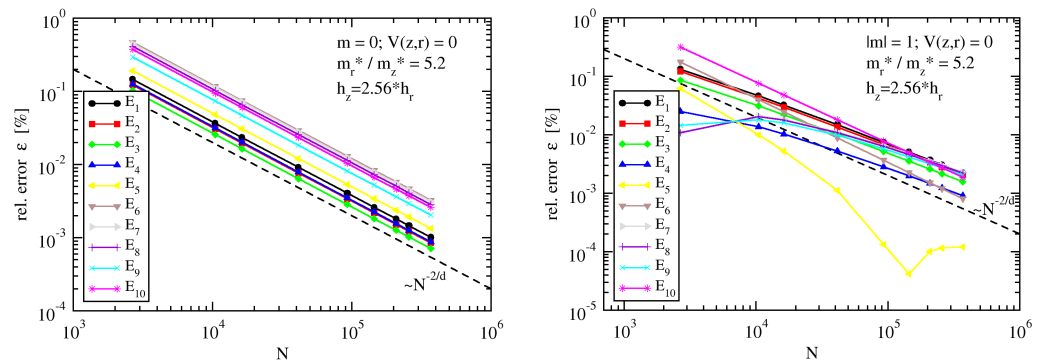 10^0
10^-1
10^-2
10^-3
10^-4
rel. error ε [%]
m = 0; V(z,r) = 0
m_r* / m_z* = 5.2
h_z=2.56*h_r
E_1
E_2
E_3
E_4
E_5
E_6
E_7
E_8
E_9
E_10
~N^-2/d
10^3
10^4
10^5
10^6
N
10^0
10^-1
10^-2
10^-3
10^-4
10^-5
rel. error ε [%]
|m| = 1; V(z,r) = 0
m_r* / m_z* = 5.2
h_z=2.56*h_r
E_1
E_2
E_3
E_4
E_5
E_6
E_7
E_8
E_9
E_10
~N^-2/d
10^3
10^4
10^5
10^6
N